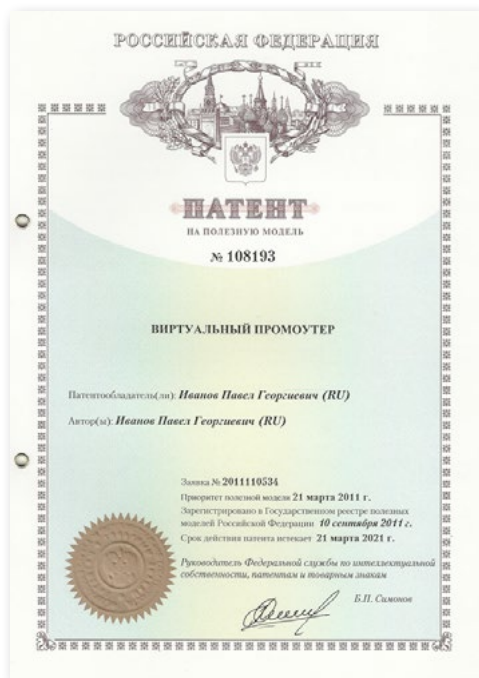 РОССИЙСКАЯ ФЕДЕРАЦИЯ
ПАТЕНТ
НА ПОЛЕЗНУЮ МОДЕЛЬ
№ 108193
ВИРТУАЛЬНЫЙ ПРОМОУТЕР
Патентообладатель(ли): Иванов Павел Георгиевич (RU)
Автор(ы): Иванов Павел Георгиевич (RU)
Заявка № 2011110534
Приоритет полезной модели 21 марта 2011 г.
Зарегистрировано в Государственном реестре полезных
моделей Российской Федерации 10 сентября 2011 г.
Срок действия патента истекает 21 марта 2021 г.
Руководитель Федеральной службы по интеллектуальной
собственности, патентам и товарным знакам
Б.П. Симонов